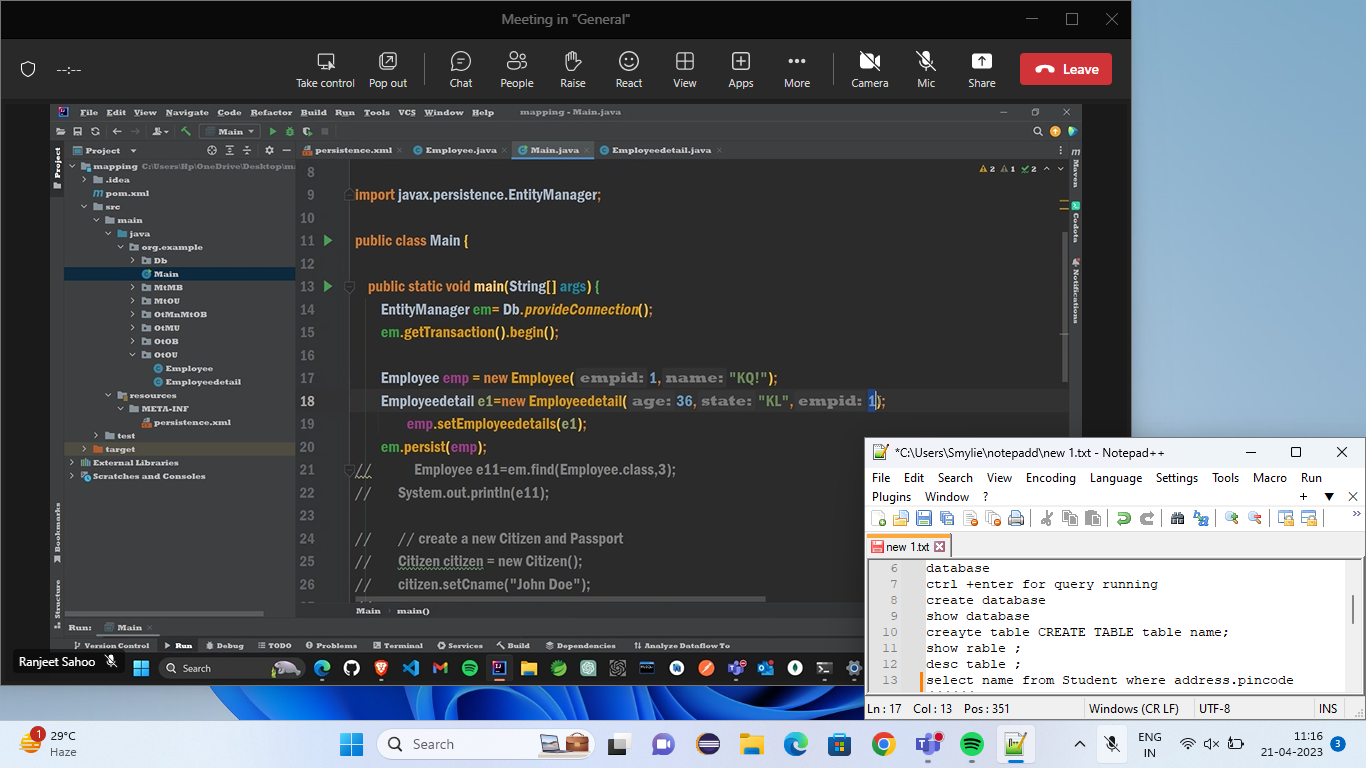 Meeting in "General"
--:--
Take control
Pop out
Chat
People
Raise
React
View
Apps
More
Camera
Mic
Share
Leave
File Edit View Navigate Code Refactor Build Run Tools VCS Window Help mapping - Main.java
Main
Project
persistence.xml
Employee.java
Main.java
Employeedetail.java
2 1 2
Project
mapping C:\Users\Hp\OneDrive\Desktop\ma
.idea
pom.xml
src
main
java
org.example
Db
Main
MtMB
MtOU
OtMnMtOB
OtMU
OtOB
OtOU
Employee
Employeedetail
resources
META-INF
persistence.xml
test
target
External Libraries
Scratches and Consoles
Bookmarks
Structure
8
9 import javax.persistence.EntityManager;
10
11 public class Main {
12
13 public static void main(String[] args) {
14 EntityManager em= Db.provideConnection();
15 em.getTransaction().begin();
16
17 Employee emp = new Employee( empid: 1, name: "KQ!");
18 Employeedetail e1=new Employeedetail( age: 36, state: "KL", empid: 1);
19 emp.setEmployeedetails(e1);
20 em.persist(emp);
21 // Employee e11=em.find(Employee.class,3);
22 // System.out.println(e11);
23
24 // // create a new Citizen and Passport
25 // Citizen citizen = new Citizen();
26 // citizen.setCname("John Doe");
Main main()
Maven
Codota
Notifications
Run: Main
Version Control Run Debug TODO Problems Terminal Services Build Dependencies Analyze Dataflow To
Ranjeet Sahoo
Search
*C:\Users\Smylie\notepadd\new 1.txt - Notepad++
File Edit Search View Encoding Language Settings Tools Macro Run
Plugins Window ?
new 1.txt
6 database
7 ctrl +enter for query running
8 create database
9 show database
10 creayte table CREATE TABLE table name;
11 show rable ;
12 desc table ;
13 select name from Student where address.pincode
Ln : 17 Col : 13 Pos : 351 Windows (CR LF) UTF-8 INS
1
29°C
Haze
Search
ENG
IN
11:16
21-04-2023
3